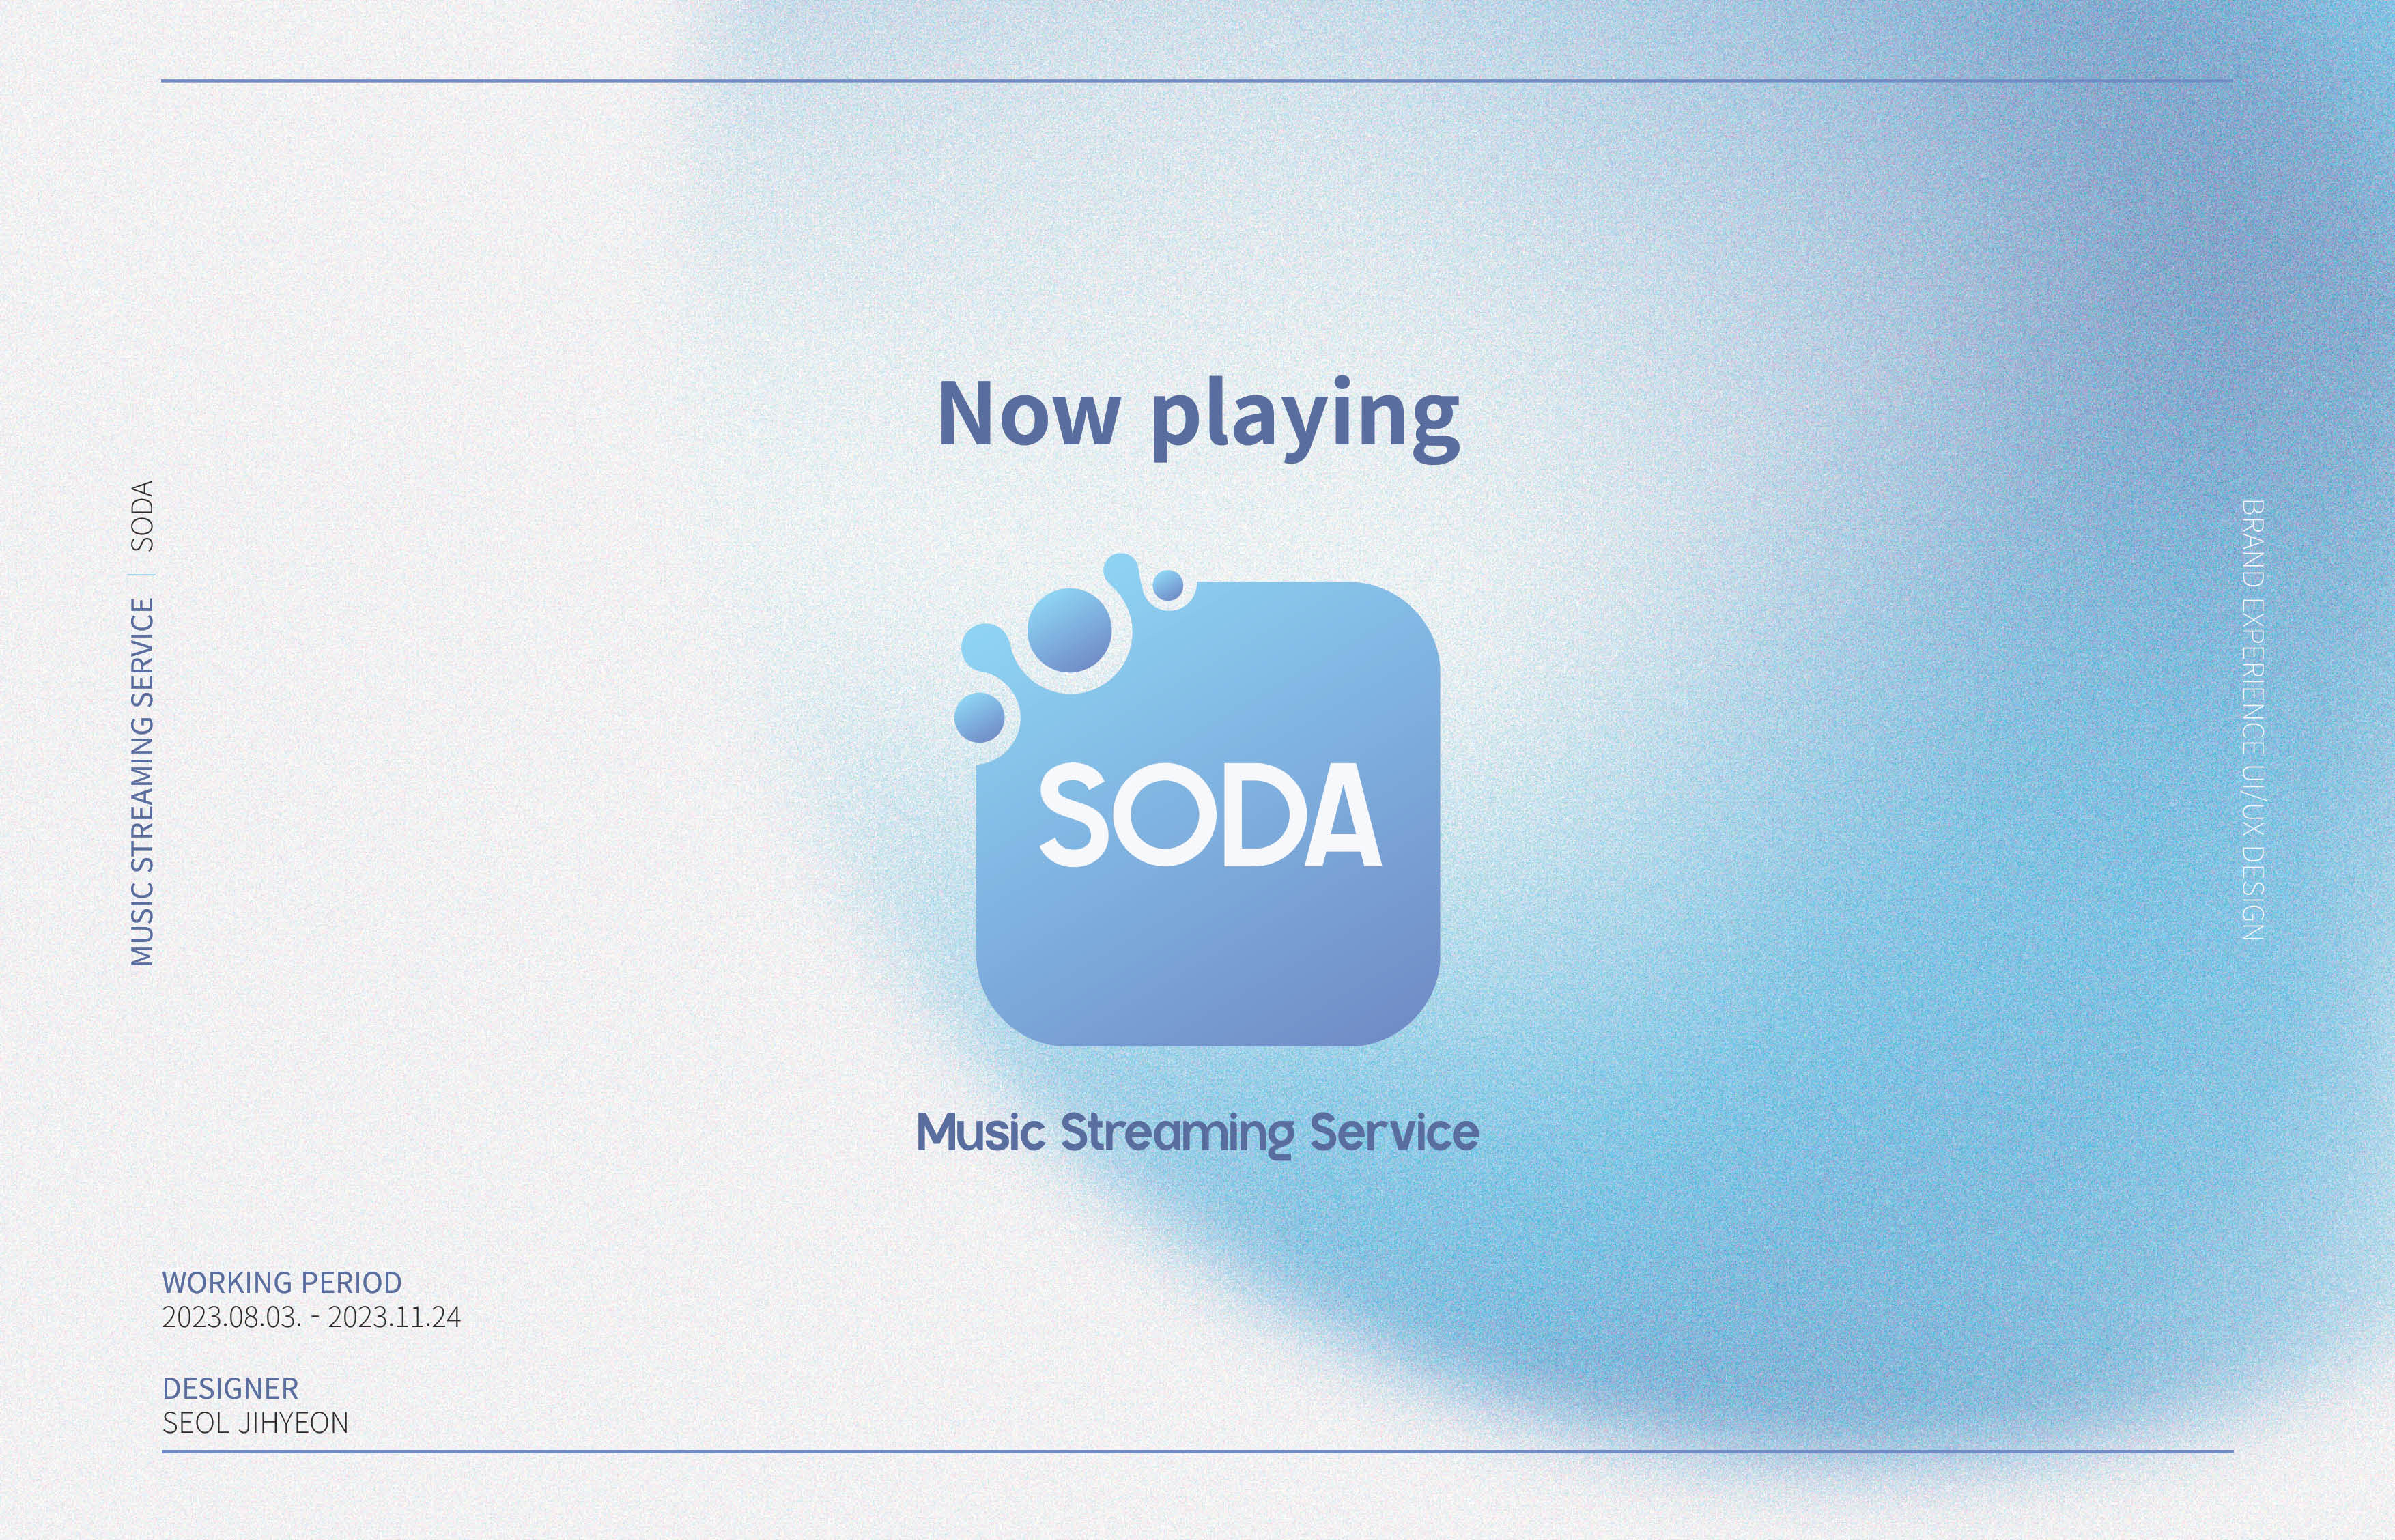 Now playing
SODA
Music Streaming Service
MUSIC STREAMING SERVICE | SODA
BRAND EXPERIENCE UI/UX DESIGN
WORKING PERIOD
2023.08.03. - 2023.11.24
DESIGNER
SEOL JIHYEON